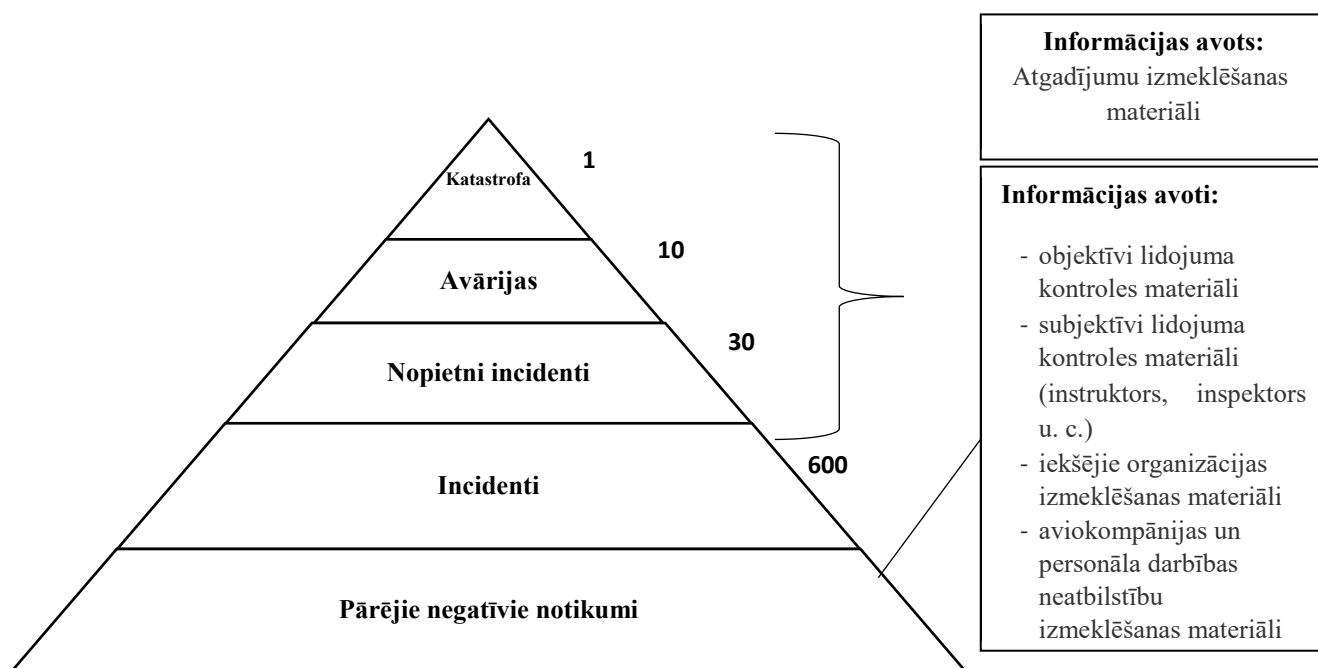 Informācijas avots:
Atgadījumu izmeklēšanas
materiāli
Katastrofa
1
Avārijas
10
Nopietni incidenti
30
Incidenti
600
Pārējie negatīvie notikumi
Informācijas avoti:
- objektīvi lidojuma
kontroles materiāli
- subjektīvi lidojuma
kontroles materiāli
(instruktors, inspektors
u. c.)
- iekšējie organizācijas
izmeklēšanas materiāli
- aviokompānijas un
personāla darbības
neatbilstību
izmeklēšanas materiāli